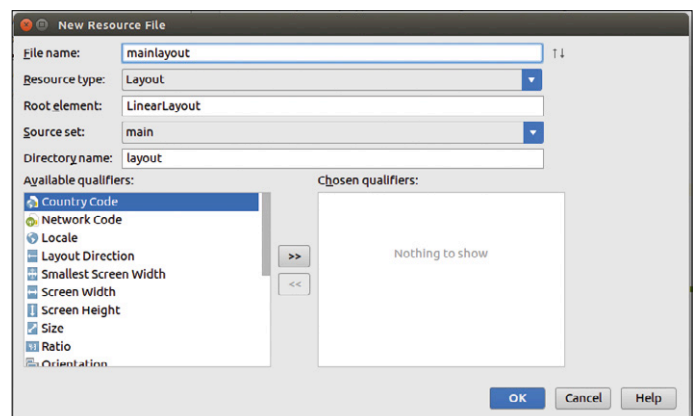 New Resource File
File name: mainlayout
Resource type: Layout
Root element: LinearLayout
Source set: main
Directory name: layout
Available qualifiers:
Chosen qualifiers:
Country Code
Network Code
Locale
Layout Direction
Smallest Screen Width
Screen Width
Screen Height
Size
Ratio
Orientation
>>
<<
Nothing to show
OK Cancel Help